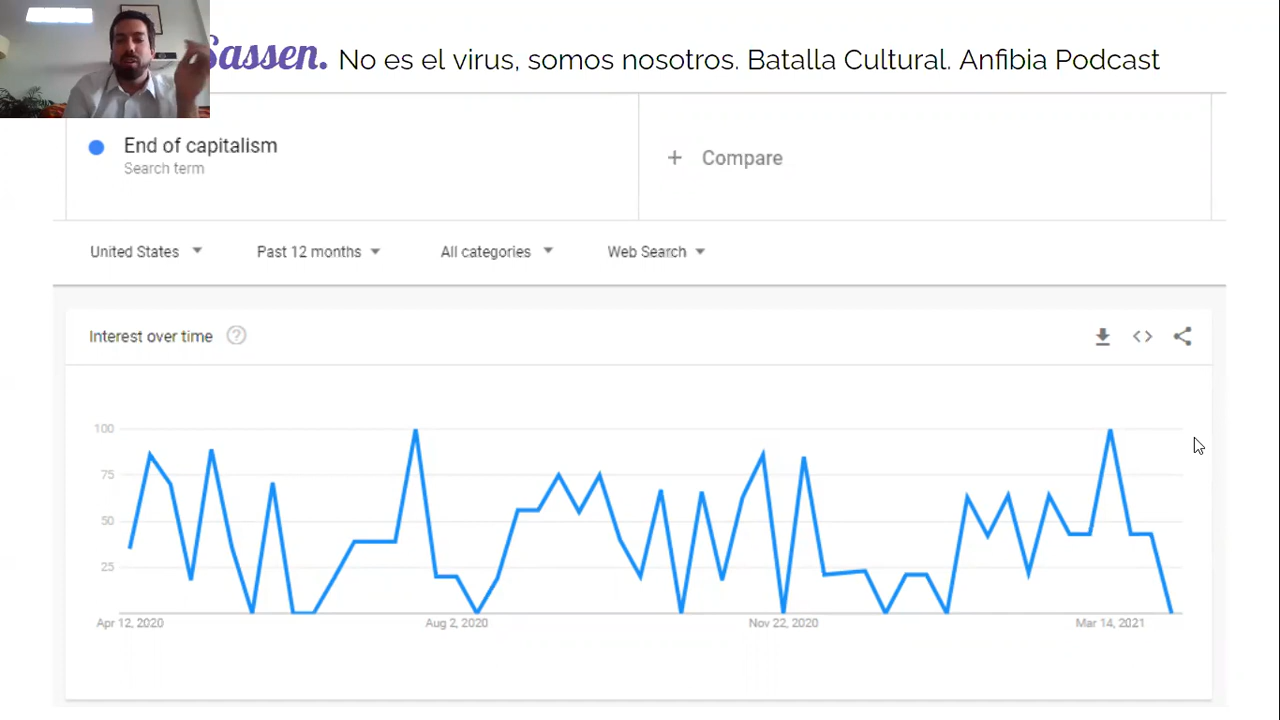 Sassen. No es el virus, somos nosotros. Batalla Cultural. Anfibia Podcast
End of capitalism
Search term
+ Compare
United States
Past 12 months
All categories
Web Search
Interest over time ?
100
75
50
25
Apr 12, 2020
Aug 2, 2020
Nov 22, 2020
Mar 14, 2021